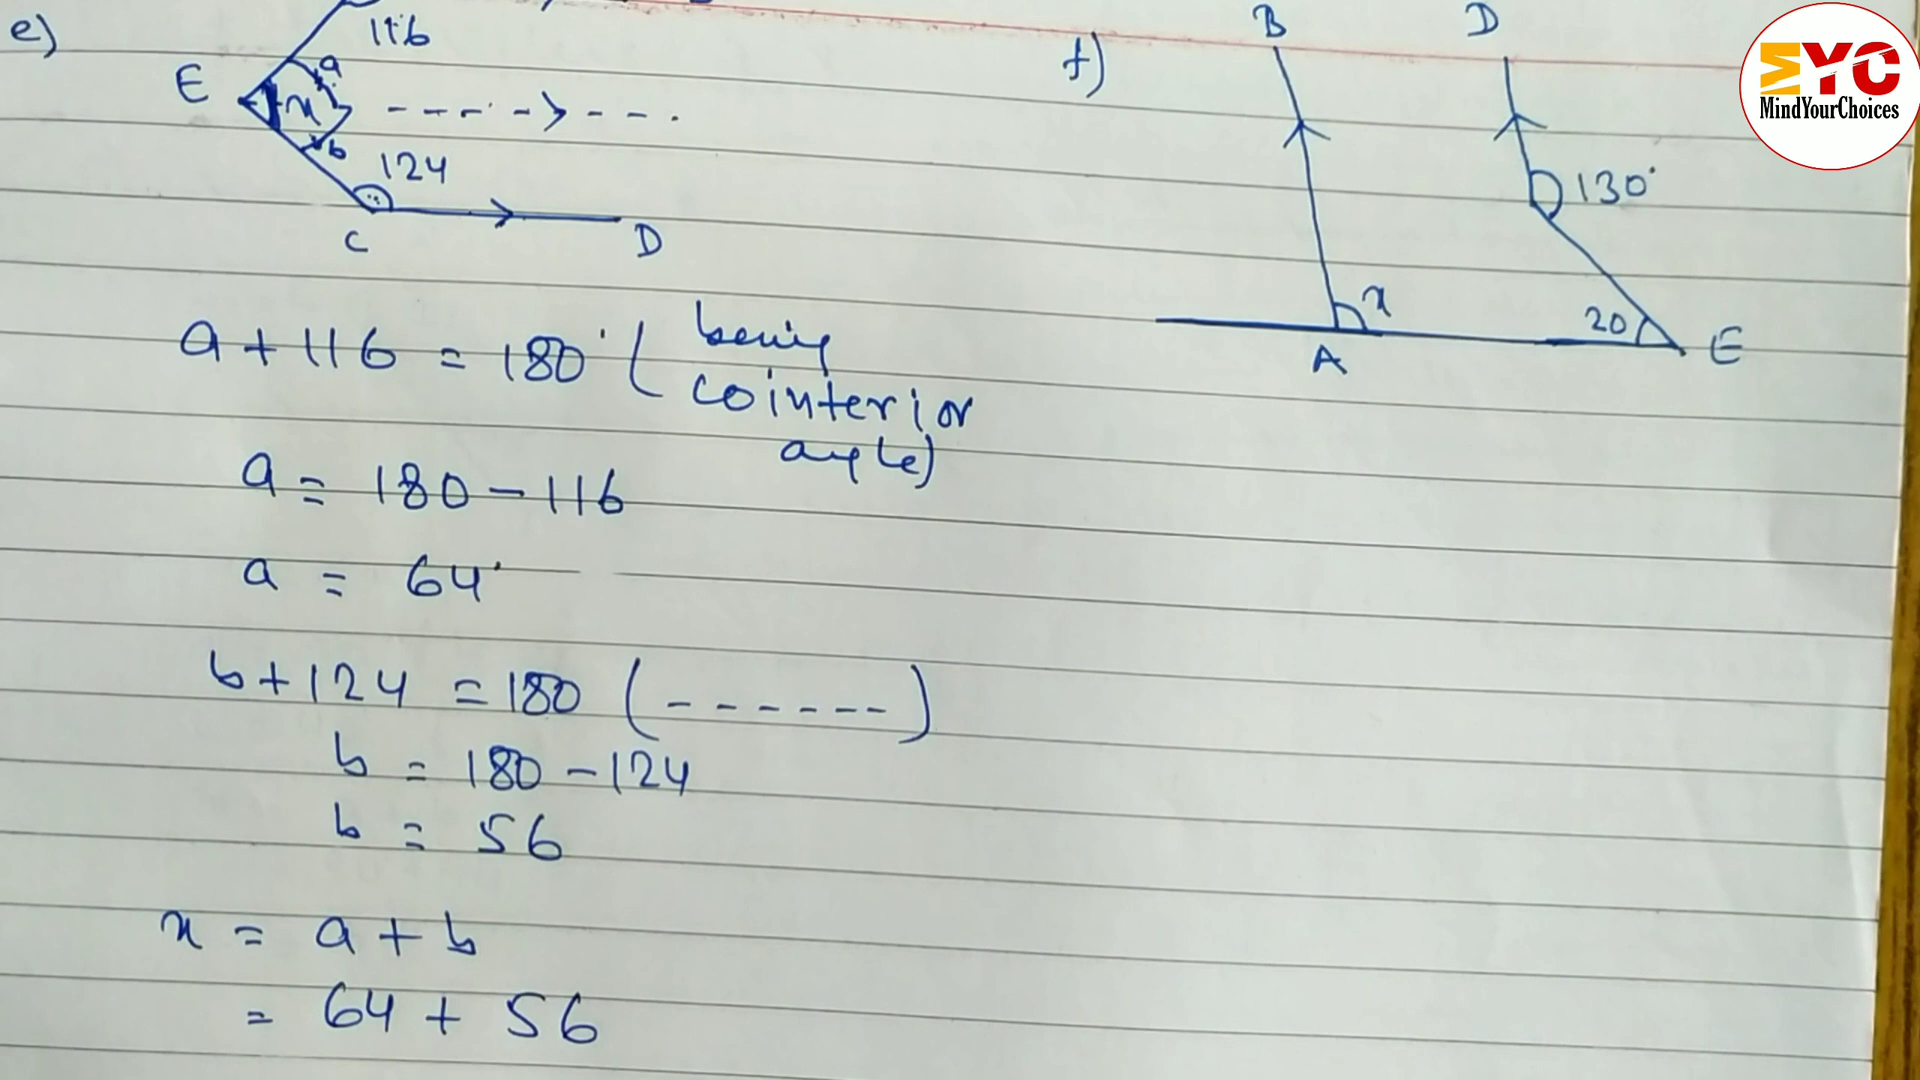 e)
116
a
E
x
b
124
C
D
a + 116 = 180° ( being
cointerior
angle)
a = 180 - 116
a = 64°
b + 124 = 180 ( - - - - - - )
b = 180 - 124
b = 56
x = a + b
= 64 + 56
f)
B
D
130°
x
20
A
E
MYC
MindYourChoices